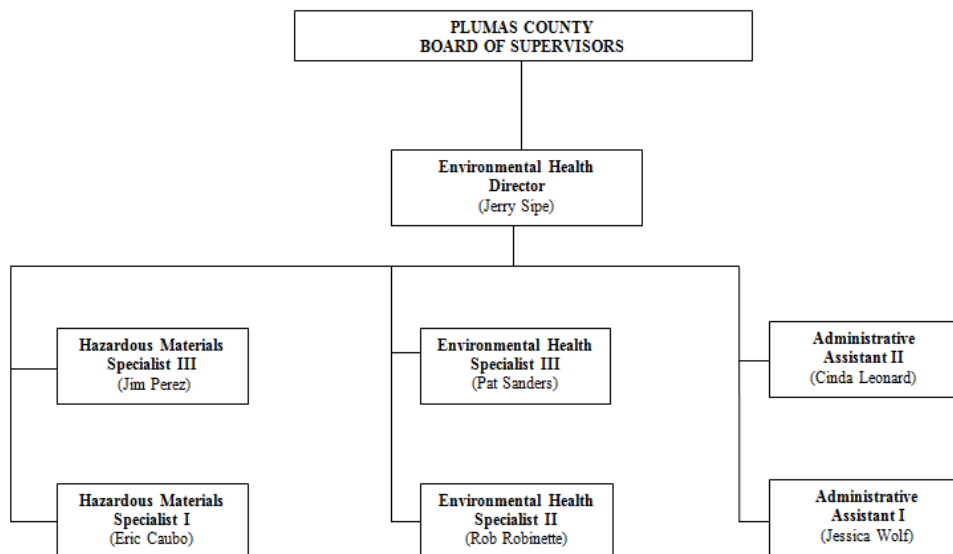 PLUMAS COUNTY
BOARD OF SUPERVISORS
Environmental Health
Director
(Jerry Sipe)
Hazardous Materials
Specialist III
(Jim Perez)
Environmental Health
Specialist III
(Pat Sanders)
Administrative
Assistant II
(Cinda Leonard)
Hazardous Materials
Specialist I
(Eric Caubo)
Environmental Health
Specialist II
(Rob Robinette)
Administrative
Assistant I
(Jessica Wolf)